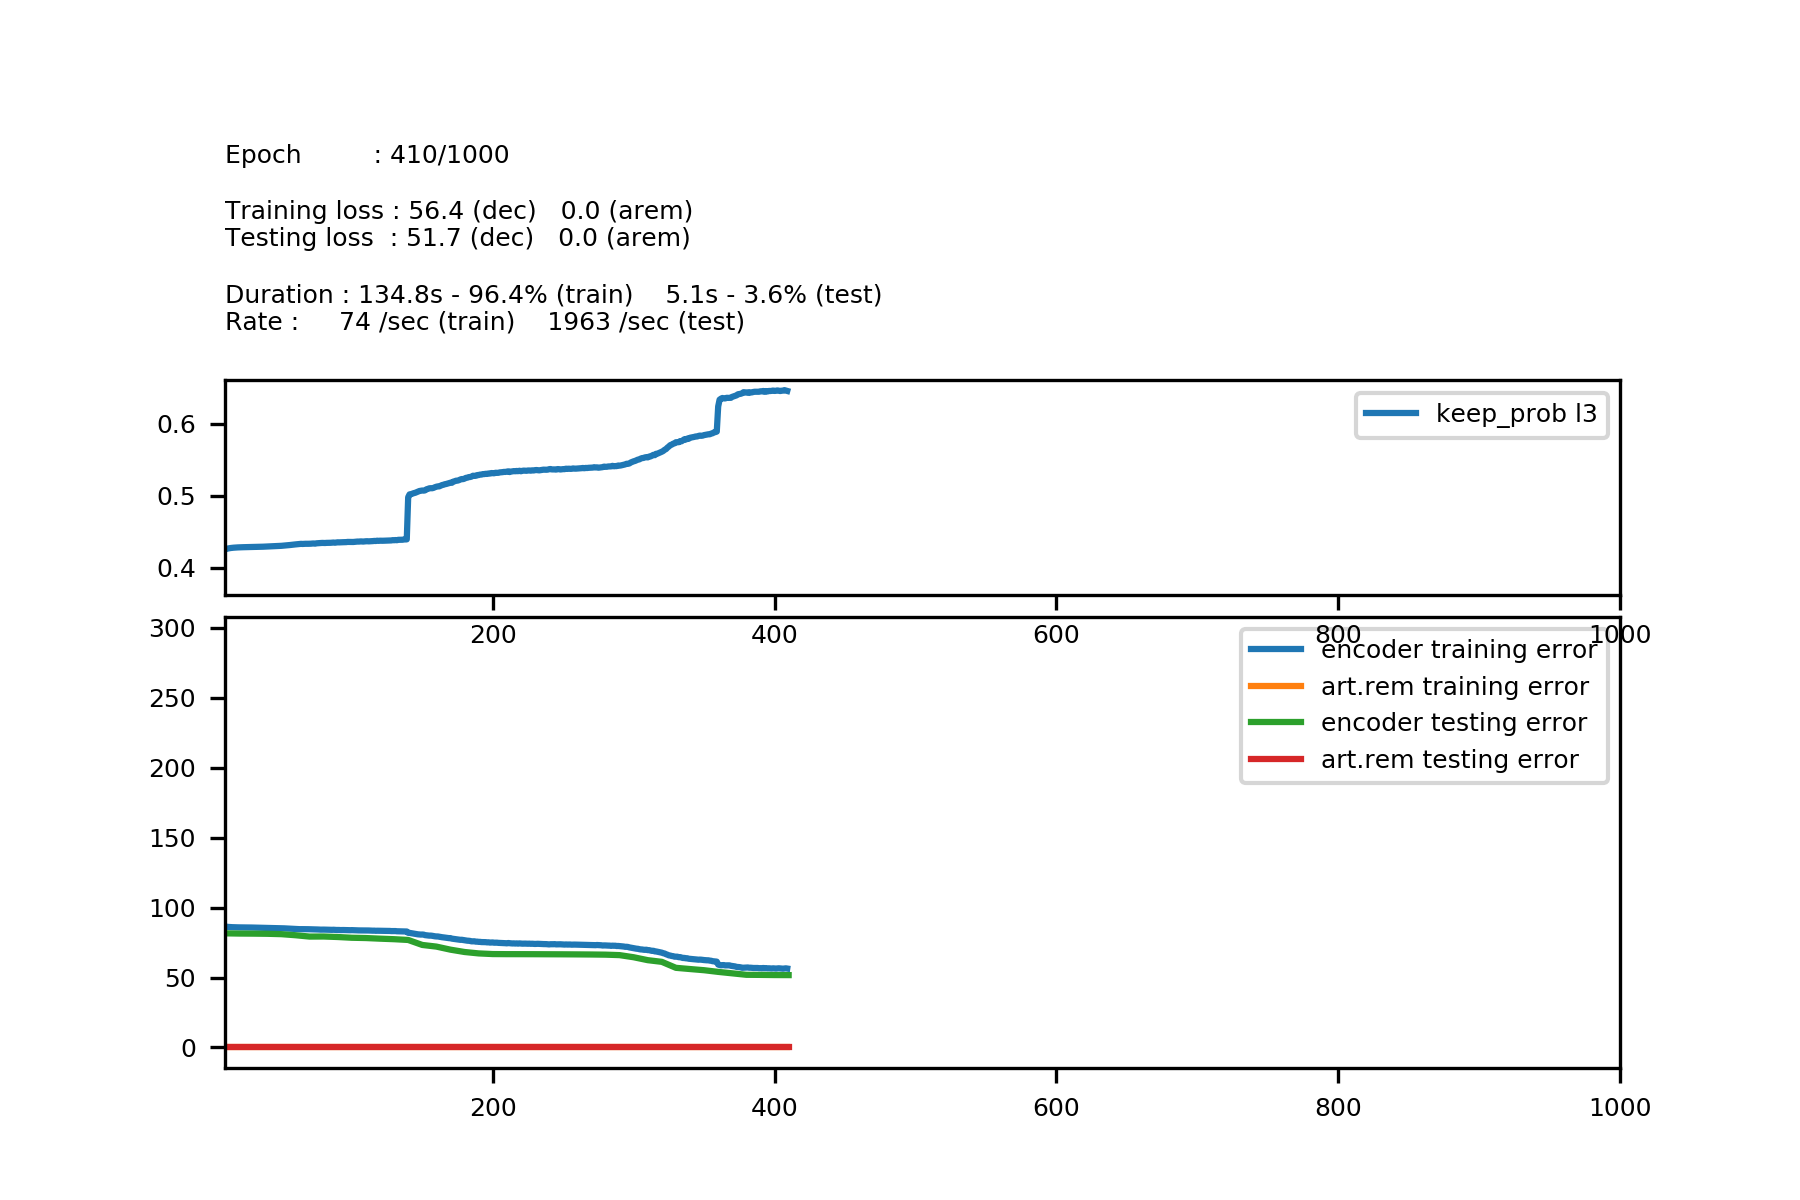 Epoch : 410/1000
Training loss : 56.4 (dec) 0.0 (arem)
Testing loss : 51.7 (dec) 0.0 (arem)
Duration : 134.8s - 96.4% (train) 5.1s - 3.6% (test)
Rate : 74 /sec (train) 1963 /sec (test)
keep_prob l3
0.6
0.5
0.4
200 400 600 800 1000
encoder training error
art.rem training error
encoder testing error
art.rem testing error
300
250
200
150
100
50
0
200 400 600 800 1000